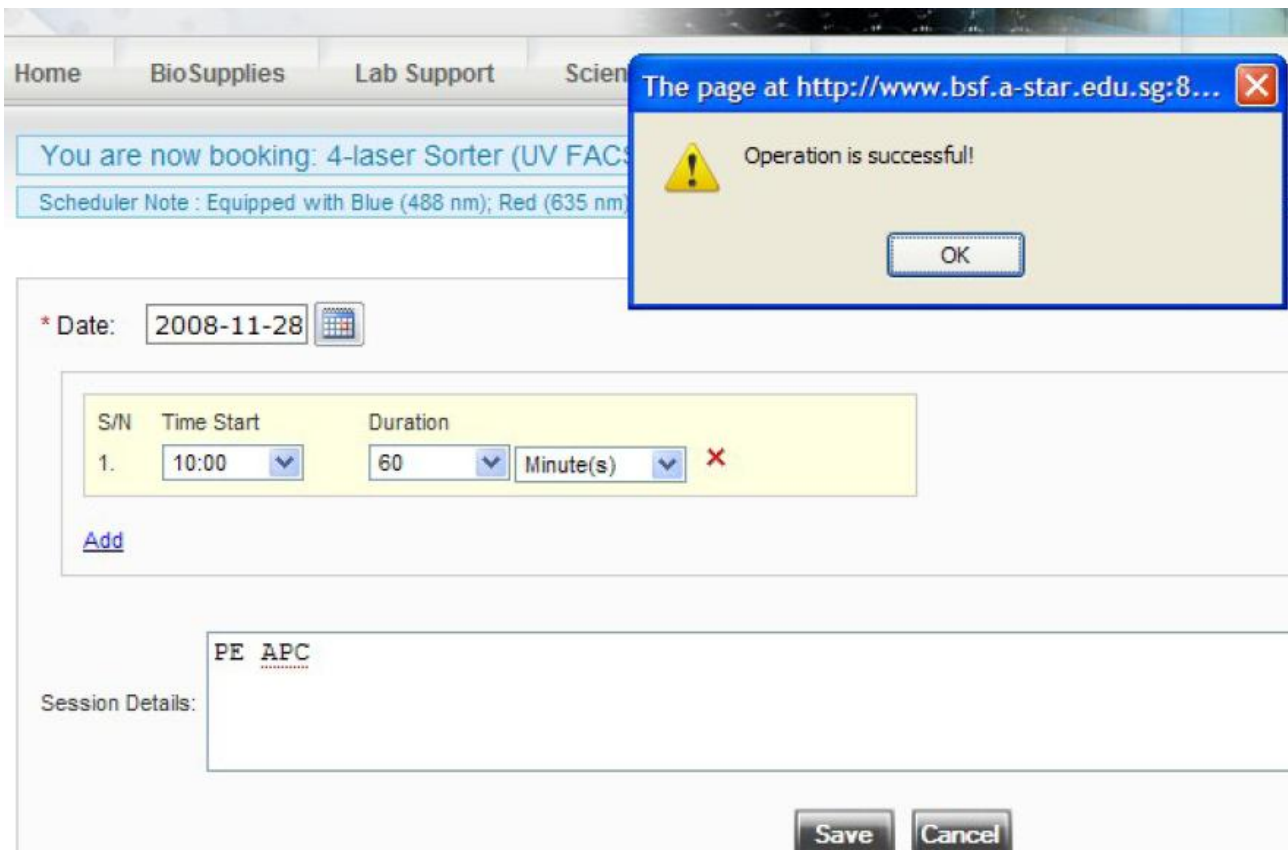 Home BioSupplies Lab Support Scien
The page at http://www.bsf.a-star.edu.sg:8...
Operation is successful!
OK
You are now booking: 4-laser Sorter (UV FACS
Scheduler Note : Equipped with Blue (488 nm); Red (635 nm)
* Date: 2008-11-28
S/N Time Start Duration
1. 10:00 60 Minute(s)
Add
Session Details: PE APC
Save Cancel